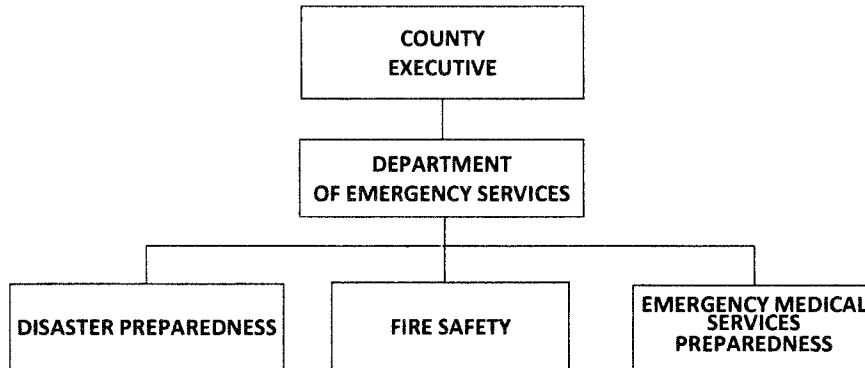 COUNTY
EXECUTIVE
DEPARTMENT
OF EMERGENCY SERVICES
DISASTER PREPAREDNESS
FIRE SAFETY
EMERGENCY MEDICAL
SERVICES
PREPAREDNESS